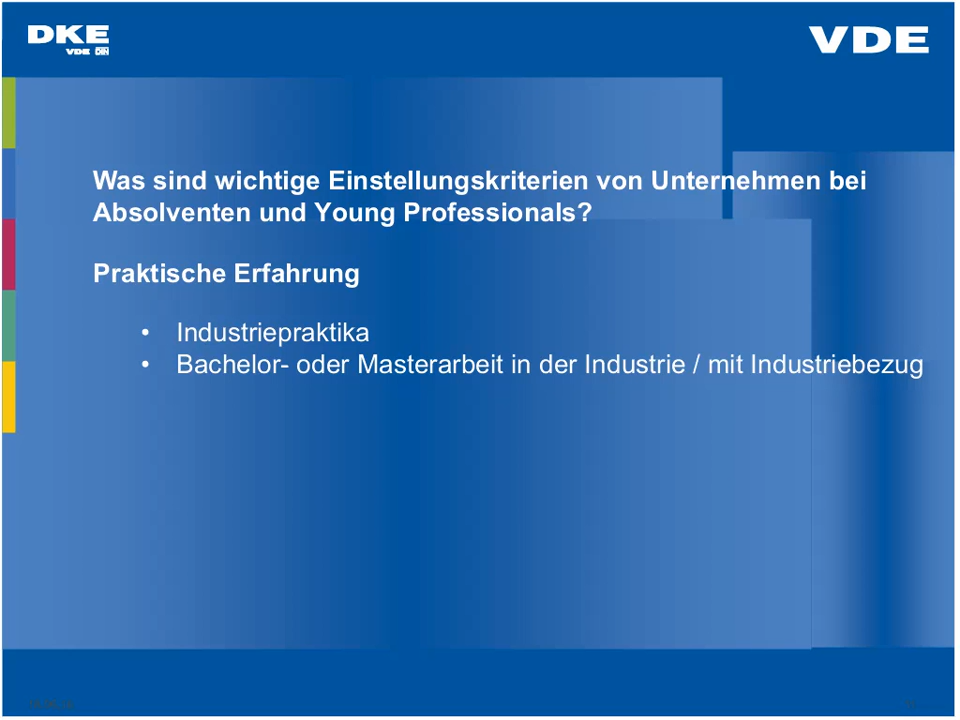 DKE
VDE DIN
VDE
Was sind wichtige Einstellungskriterien von Unternehmen bei
Absolventen und Young Professionals?
Praktische Erfahrung
• Industriepraktika
• Bachelor- oder Masterarbeit in der Industrie / mit Industriebezug